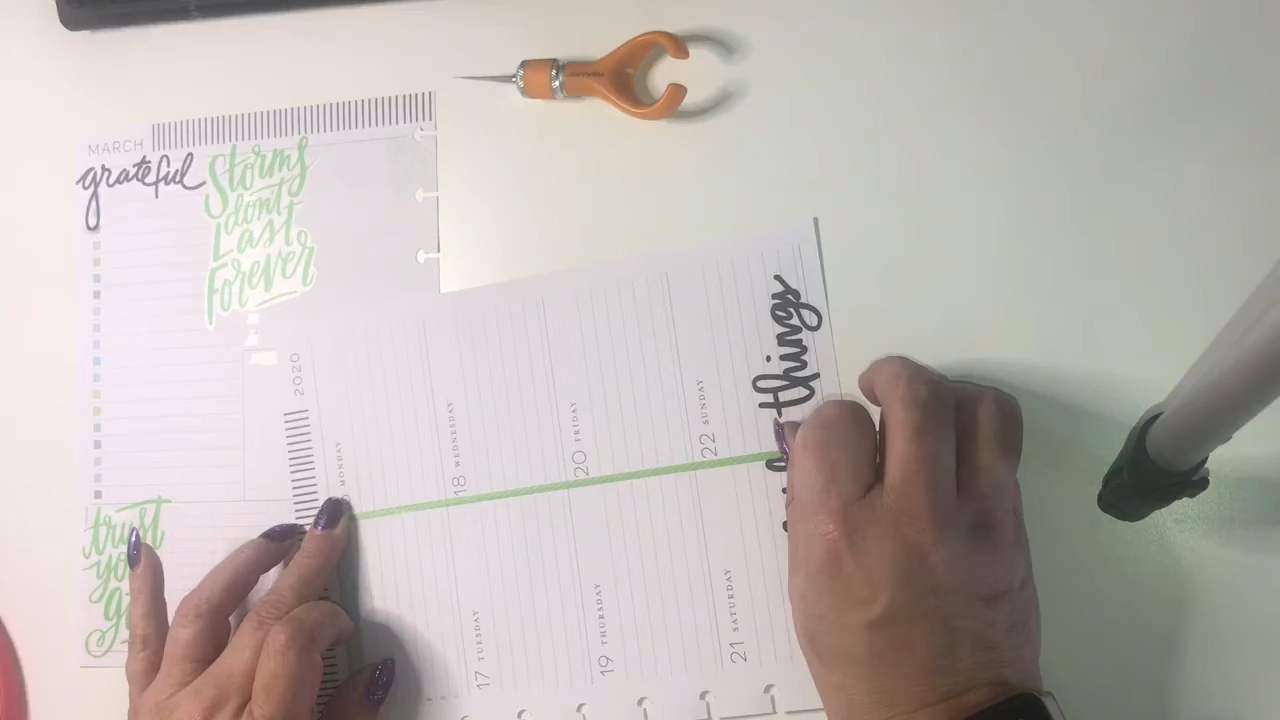 MARCH
grateful
Storms
don't
Last
Forever
trust
2020
MONDAY
18 WEDNESDAY
20 FRIDAY
22 SUNDAY
things
17 TUESDAY
19 THURSDAY
21 SATURDAY